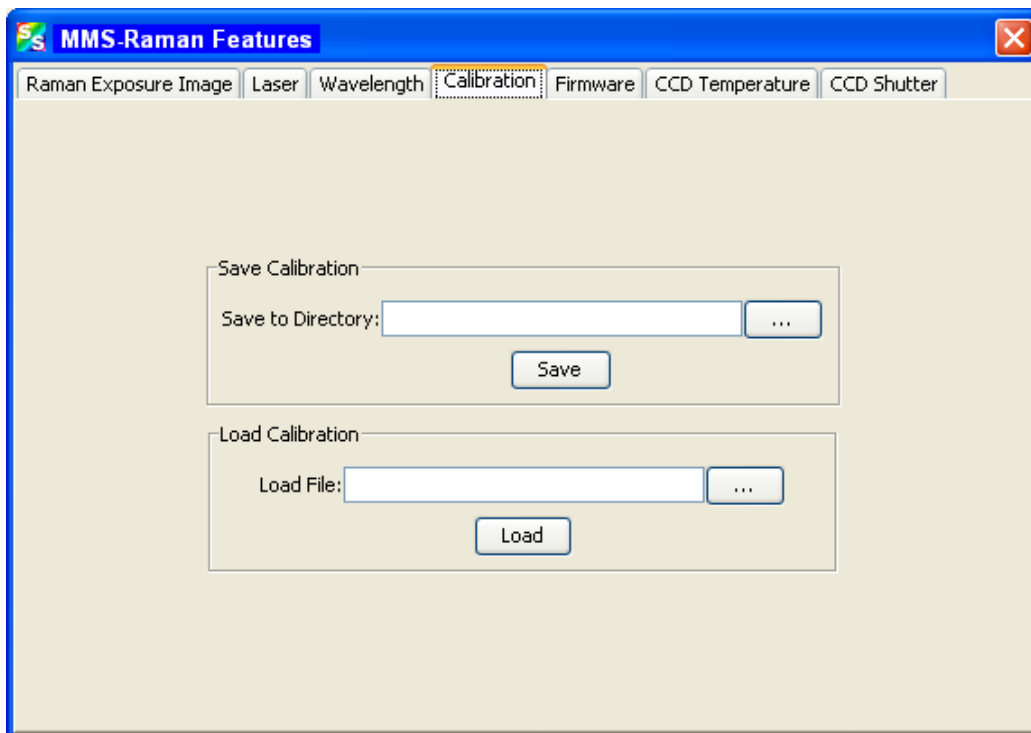 SS MMS-Raman Features
Raman Exposure Image Laser Wavelength Calibration Firmware CCD Temperature CCD Shutter
Save Calibration
Save to Directory: ...
Save
Load Calibration
Load File: ...
Load